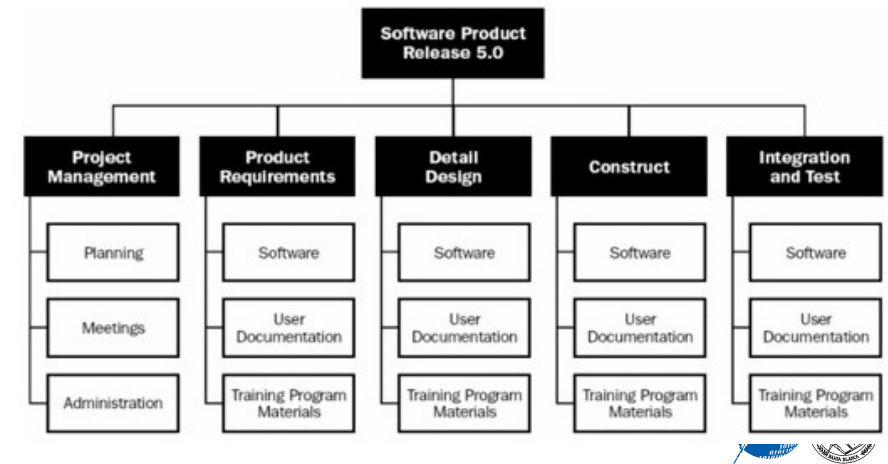 Software Product
Release 5.0
Project
Management
Product
Requirements
Detail
Design
Construct
Integration
and Test
Planning
Software
Software
Software
Software
Meetings
User
Documentation
User
Documentation
User
Documentation
User
Documentation
Administration
Training Program
Materials
Training Program
Materials
Training Program
Materials
Training Program
Materials